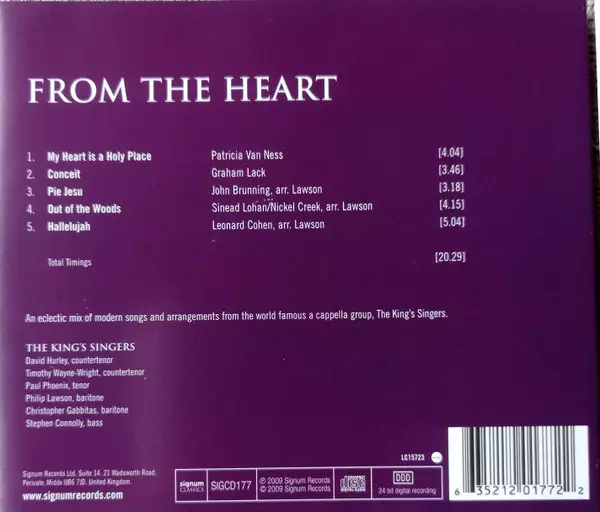 FROM THE HEART
1. My Heart is a Holy Place Patricia Van Ness [4.04]
2. Conceit Graham Lack [3.46]
3. Pie Jesu John Brunning, arr. Lawson [3.18]
4. Out of the Woods Sinead Lohan/Nickel Creek, arr. Lawson [4.15]
5. Hallelujah Leonard Cohen, arr. Lawson [5.04]
Total Timings [20.29]
An eclectic mix of modern songs and arrangements from the world famous a cappella group, The King's Singers.
THE KING'S SINGERS
David Hurley, countertenor
Timothy Wayne-Wright, countertenor
Paul Phoenix, tenor
Philip Lawson, baritone
Christopher Gabbitas, baritone
Stephen Connolly, bass
LC15723
Signum Records Ltd, Suite 14, 21 Wadsworth Road,
Perivale, Middx UB6 7JD, United Kingdom.
www.signumrecords.com
signum
CLASSICS
SIGCD177
℗ 2009 Signum Records
© 2009 Signum Records
COMPACT
disc
DIGITAL AUDIO
DDD
24 bit digital recording
6 35212 01772 2